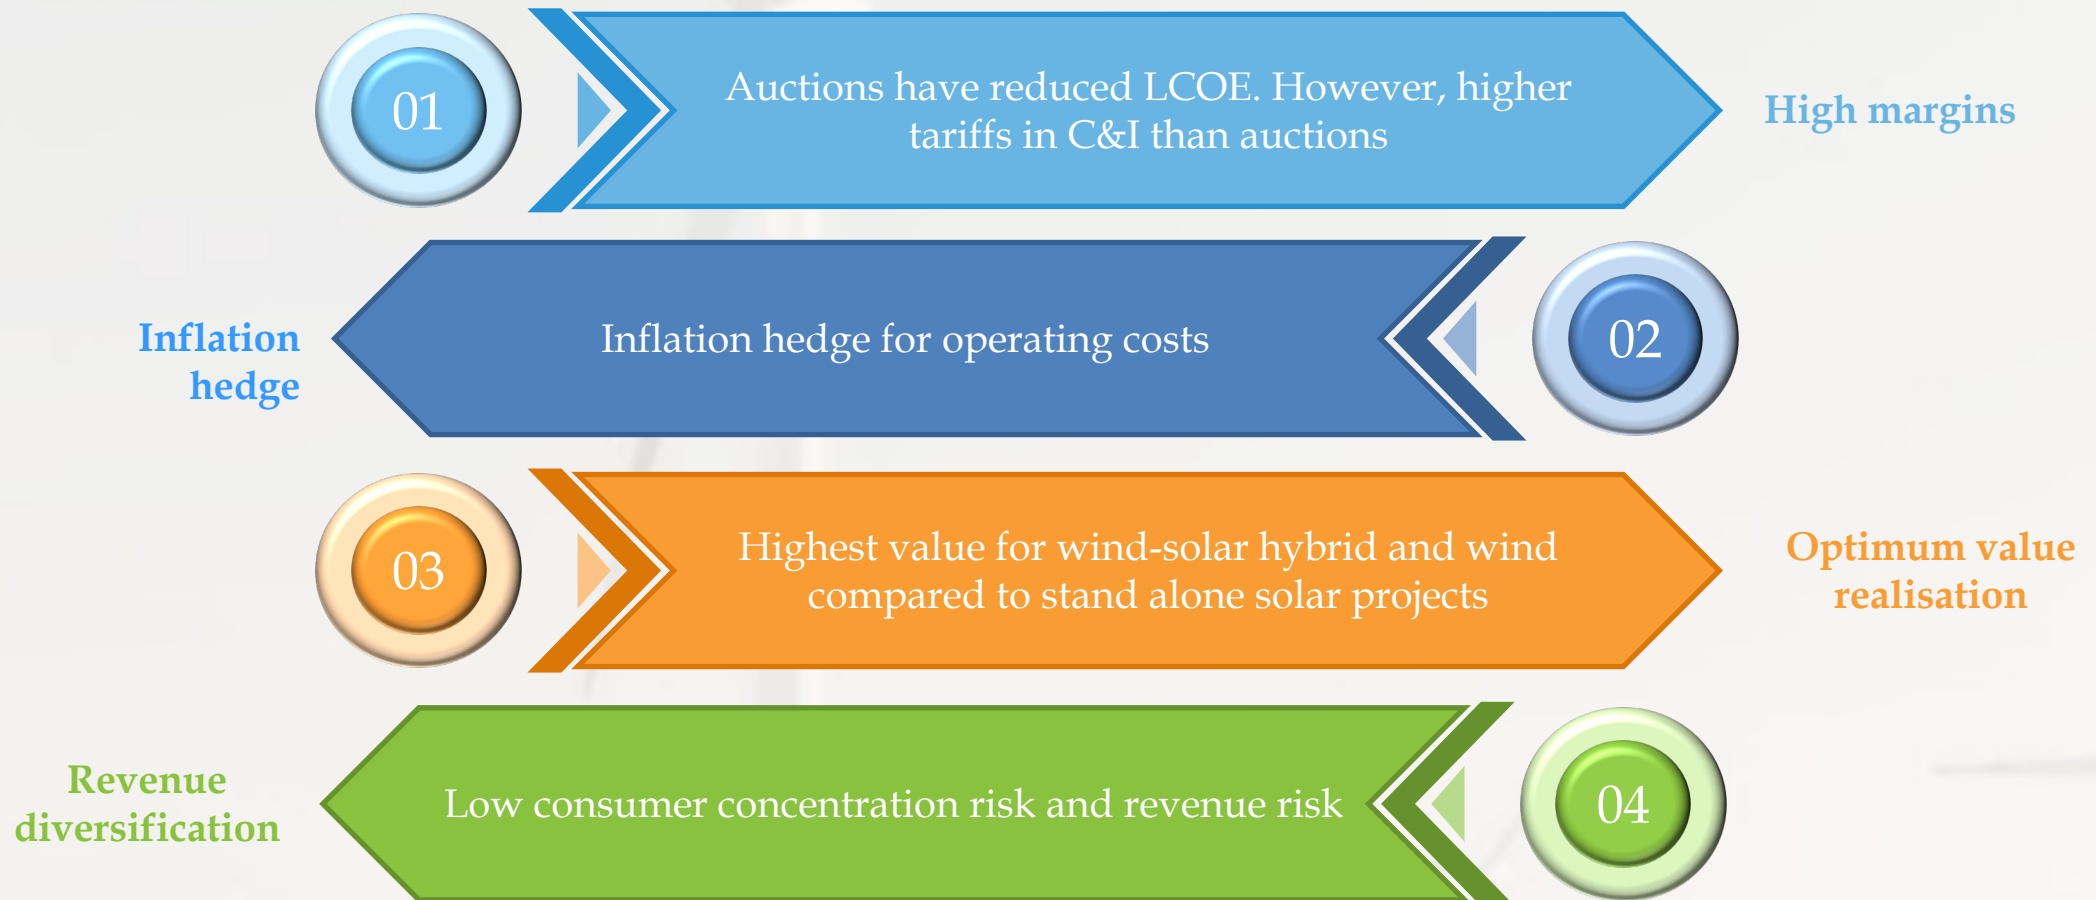 01
Auctions have reduced LCOE. However, higher
tariffs in C&I than auctions
High margins
Inflation
hedge
Inflation hedge for operating costs
02
03
Highest value for wind-solar hybrid and wind
compared to stand alone solar projects
Optimum value
realisation
Revenue
diversification
Low consumer concentration risk and revenue risk
04